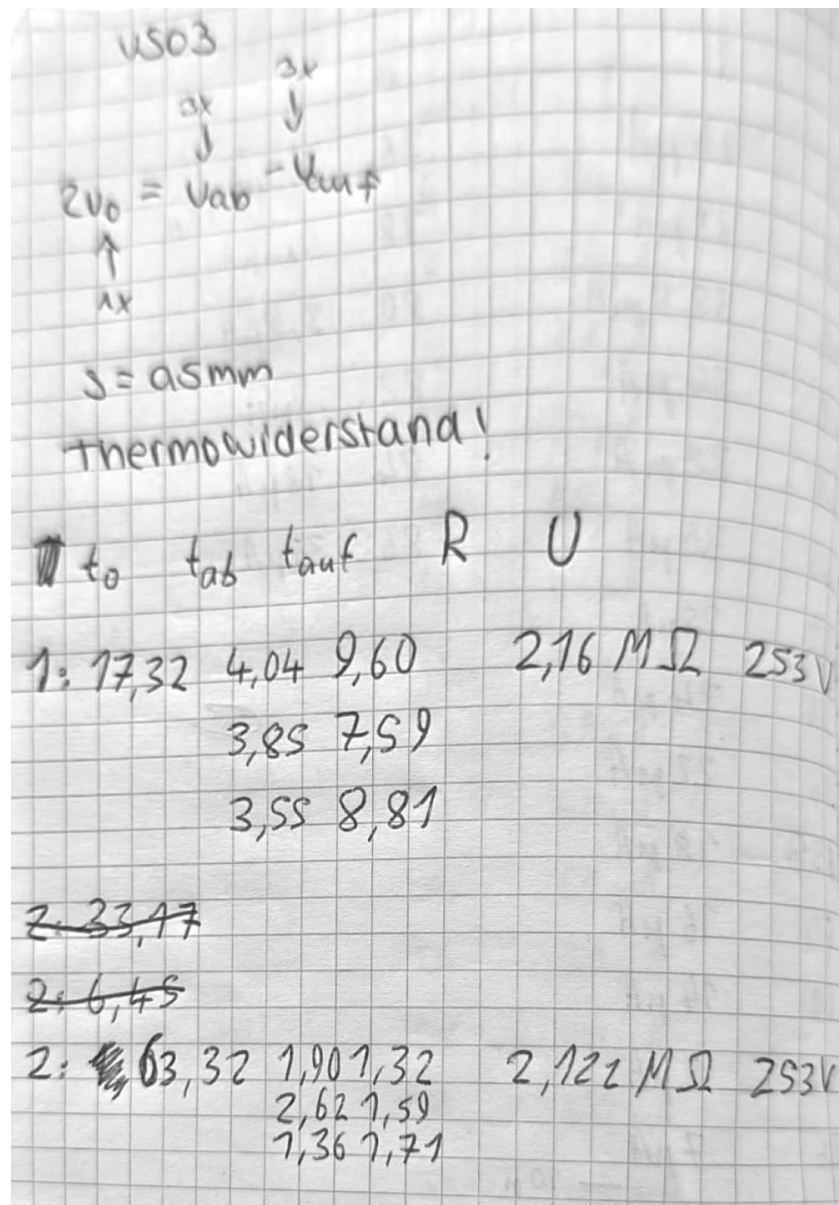 US03
3x
3x
↓ ↓
2v₀ = Vab - Vauf
↑
1x
s = 0,5mm
Thermowiderstand!
t₀ tab tauf R U
1: 17,32 4,04 9,60 2,16 MΩ 253V
3,85 7,59
3,55 8,81
2: 33,17
2: 6,45
2: 63,32 1,90 1,32 2,122 MΩ 253V
2,62 1,59
1,36 1,71